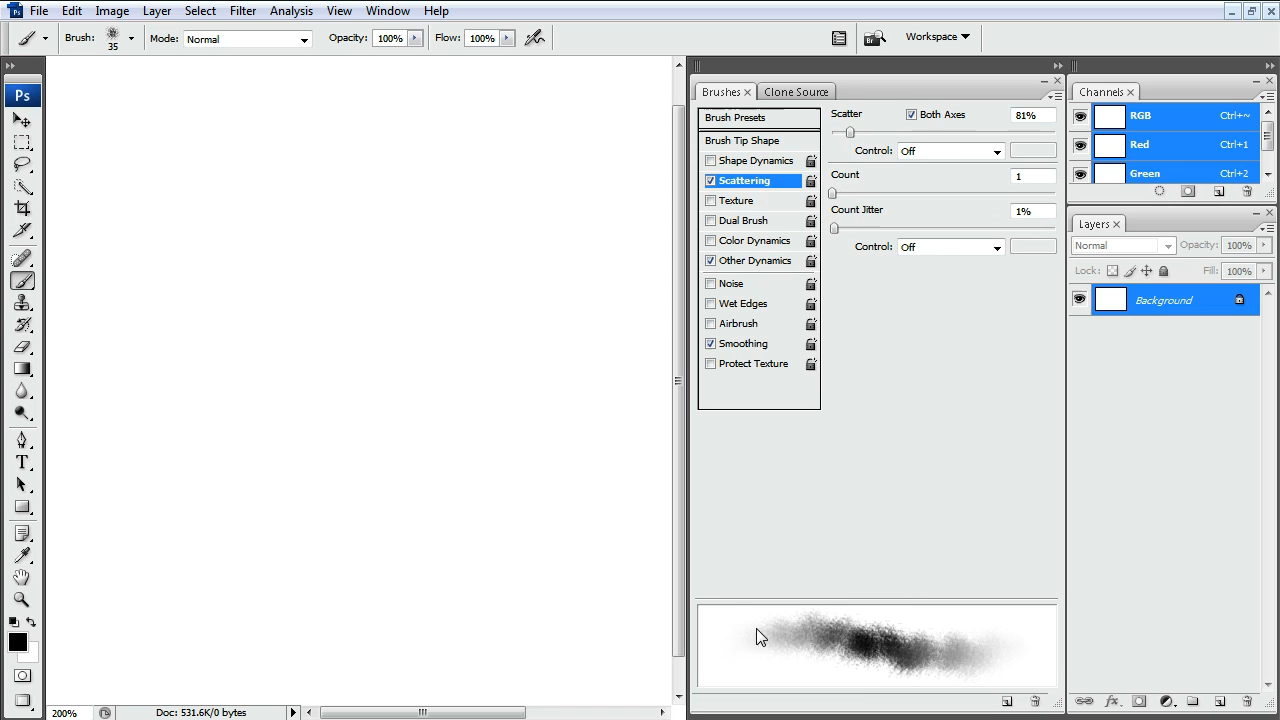 Ps File Edit Image Layer Select Filter Analysis View Window Help
Brush: 35 Mode: Normal Opacity: 100% Flow: 100% Br Workspace
Ps
Brushes Clone Source
Brush Presets
Brush Tip Shape
Shape Dynamics
Scattering
Texture
Dual Brush
Color Dynamics
Other Dynamics
Noise
Wet Edges
Airbrush
Smoothing
Protect Texture
Scatter Both Axes 81%
Control: Off
Count 1
Count Jitter 1%
Control: Off
Channels
RGB Ctrl+~
Red Ctrl+1
Green Ctrl+2
Layers
Normal Opacity: 100%
Lock: Fill: 100%
Background
T
fx
200% Doc: 531.6K/0 bytes